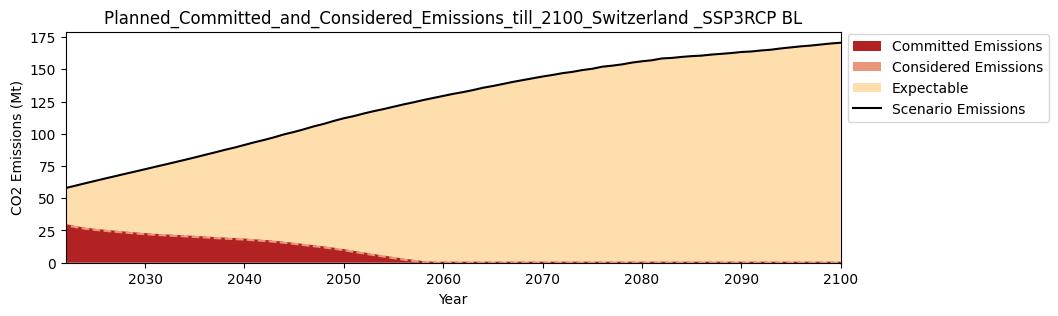 Planned_Committed_and_Considered_Emissions_till_2100_Switzerland _SSP3RCP BL
175
150
125
100
75
50
25
0
CO2 Emissions (Mt)
2030 2040 2050 2060 2070 2080 2090 2100
Year
Committed Emissions
Considered Emissions
Expectable
Scenario Emissions